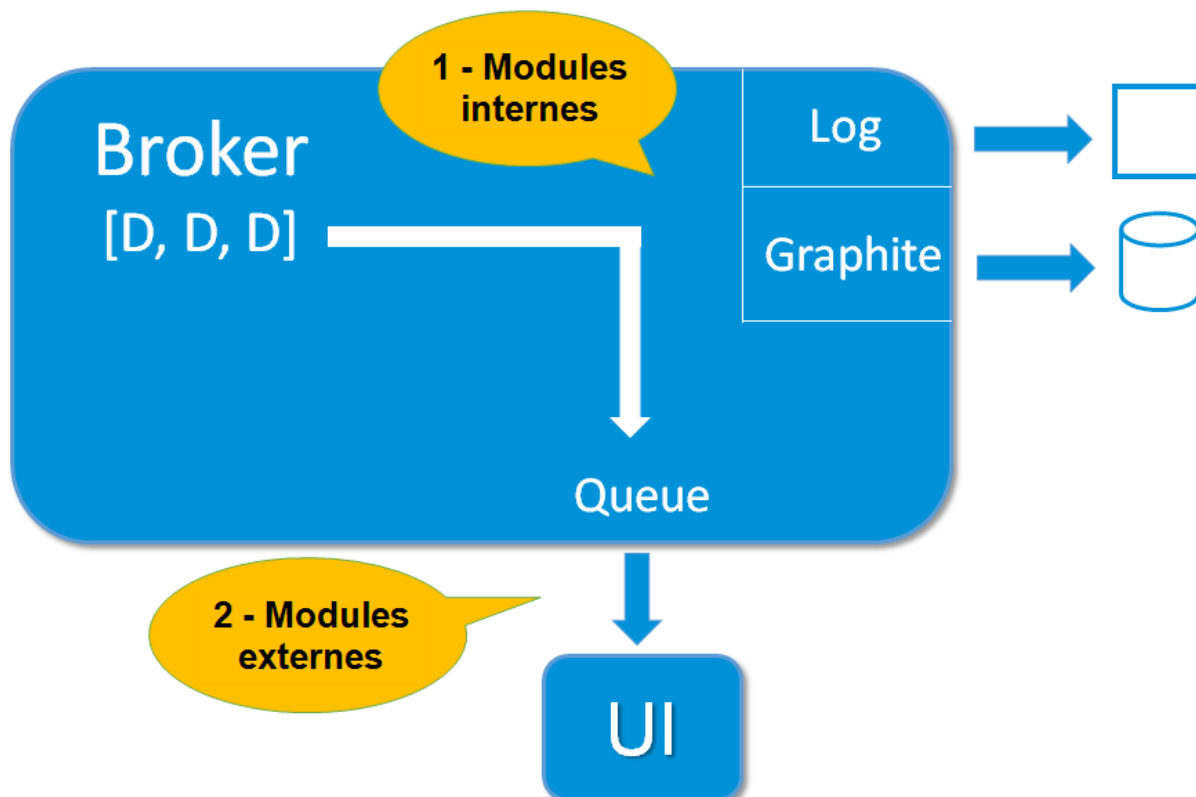 1 - Modules
internes
Broker
[D, D, D]
Log
Graphite
Queue
2 - Modules
externes
UI